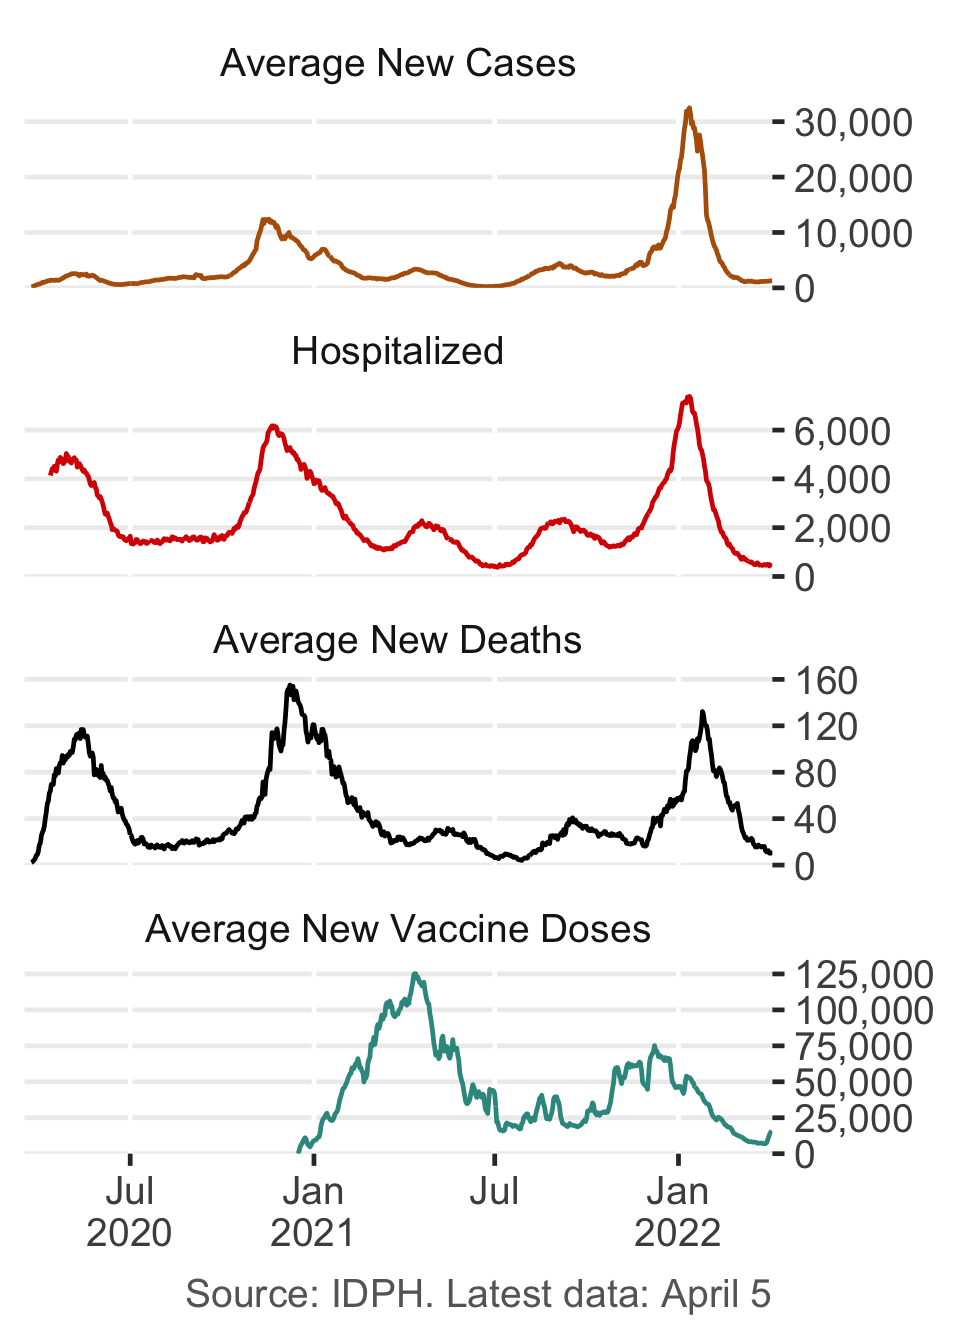 Average New Cases
30,000
20,000
10,000
0
Hospitalized
6,000
4,000
2,000
0
Average New Deaths
160
120
80
40
0
Average New Vaccine Doses
125,000
100,000
75,000
50,000
25,000
0
Jul Jan Jul Jan
2020 2021 2022
Source: IDPH. Latest data: April 5